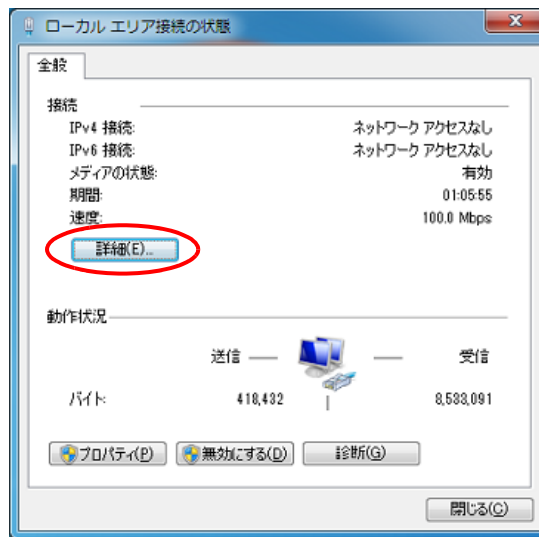 ローカル エリア接続の状態
全般
接続
IPv4 接続: ネットワーク アクセスなし
IPv6 接続: ネットワーク アクセスなし
メディアの状態: 有効
期間: 01:05:55
速度: 100.0 Mbps
詳細(E)...
動作状況
送信 — — 受信
バイト: 418,432 8,533,091
プロパティ(P) 無効にする(D) 診断(G)
閉じる(C)